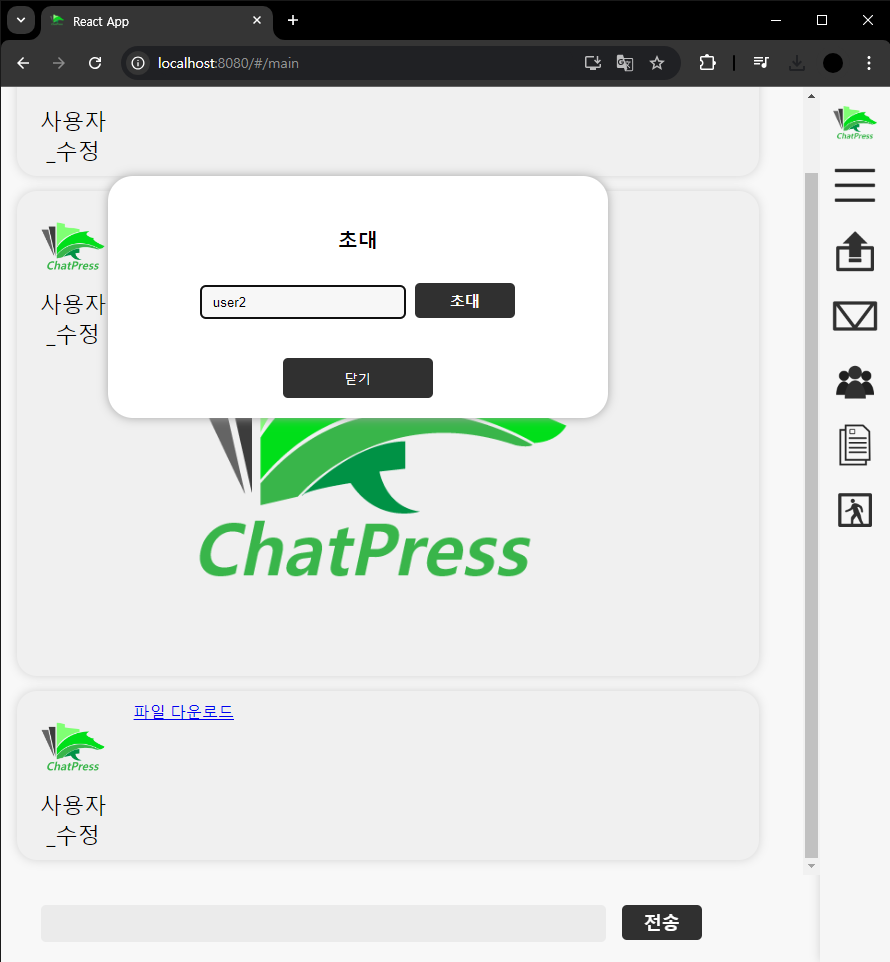 React App
localhost:8080/#/main
사용자
_수정
초대
user2
초대
닫기
ChatPress
사용자
_수정
ChatPress
파일 다운로드
ChatPress
사용자
_수정
전송
ChatPress